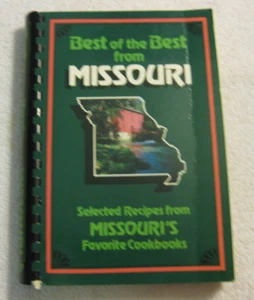 Best of the Best
from
MISSOURI
Selected Recipes from
MISSOURI'S
Favorite Cookbooks